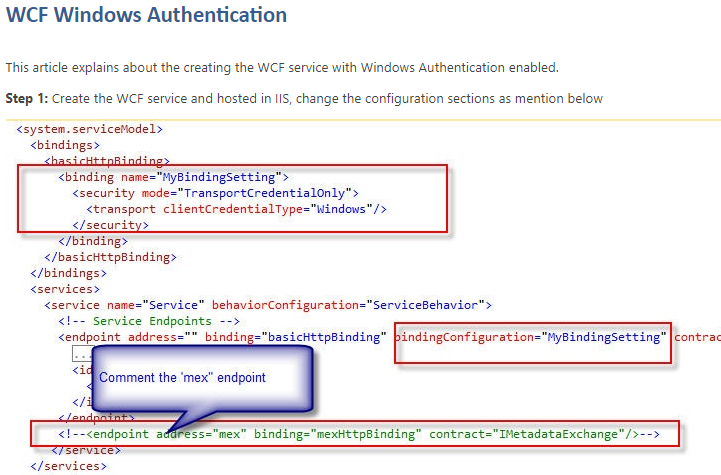 WCF Windows Authentication
This article explains about the creating the WCF service with Windows Authentication enabled.
Step 1: Create the WCF service and hosted in IIS, change the configuration sections as mention below
<system.serviceModel>
<bindings>
<basicHttpBinding>
<binding name="MyBindingSetting">
<security mode="TransportCredentialOnly">
<transport clientCredentialType="Windows"/>
</security>
</binding>
</basicHttpBinding>
</bindings>
<services>
<service name="Service" behaviorConfiguration="ServiceBehavior">
<!-- Service Endpoints -->
<endpoint address="" binding="basicHttpBinding" bindingConfiguration="MyBindingSetting" contrac
...
<id
Comment the 'mex" endpoint
<
</i
</endpoint>
<!--<endpoint address="mex" binding="mexHttpBinding" contract="IMetadataExchange"/>-->
</service>
</services>